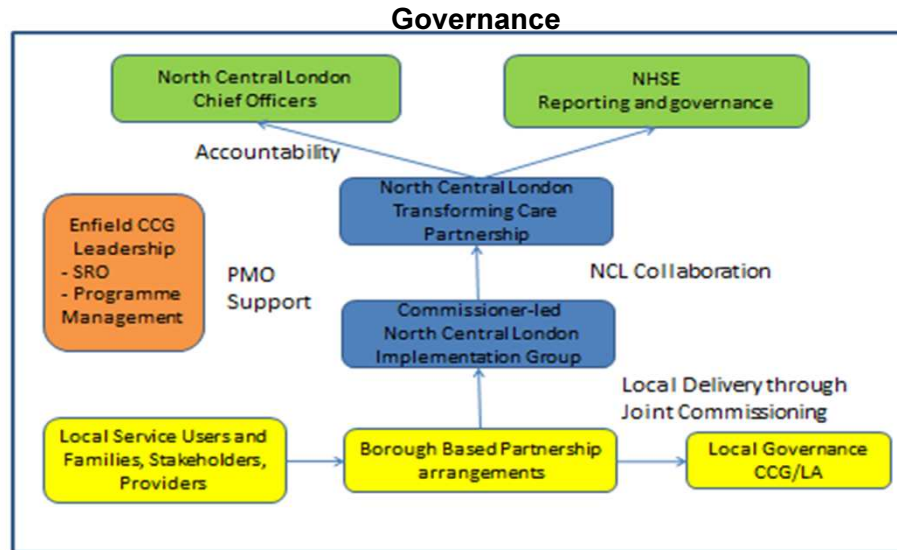 Governance
North Central London
Chief Officers
NHSE
Reporting and governance
Accountability
North Central London
Transforming Care
Partnership
Enfield CCG
Leadership
- SRO
- Programme
Management
PMO
Support
NCL Collaboration
Commissioner-led
North Central London
Implementation Group
Local Delivery through
Joint Commissioning
Local Service Users and
Families, Stakeholders,
Providers
Borough Based Partnership
arrangements
Local Governance
CCG/LA